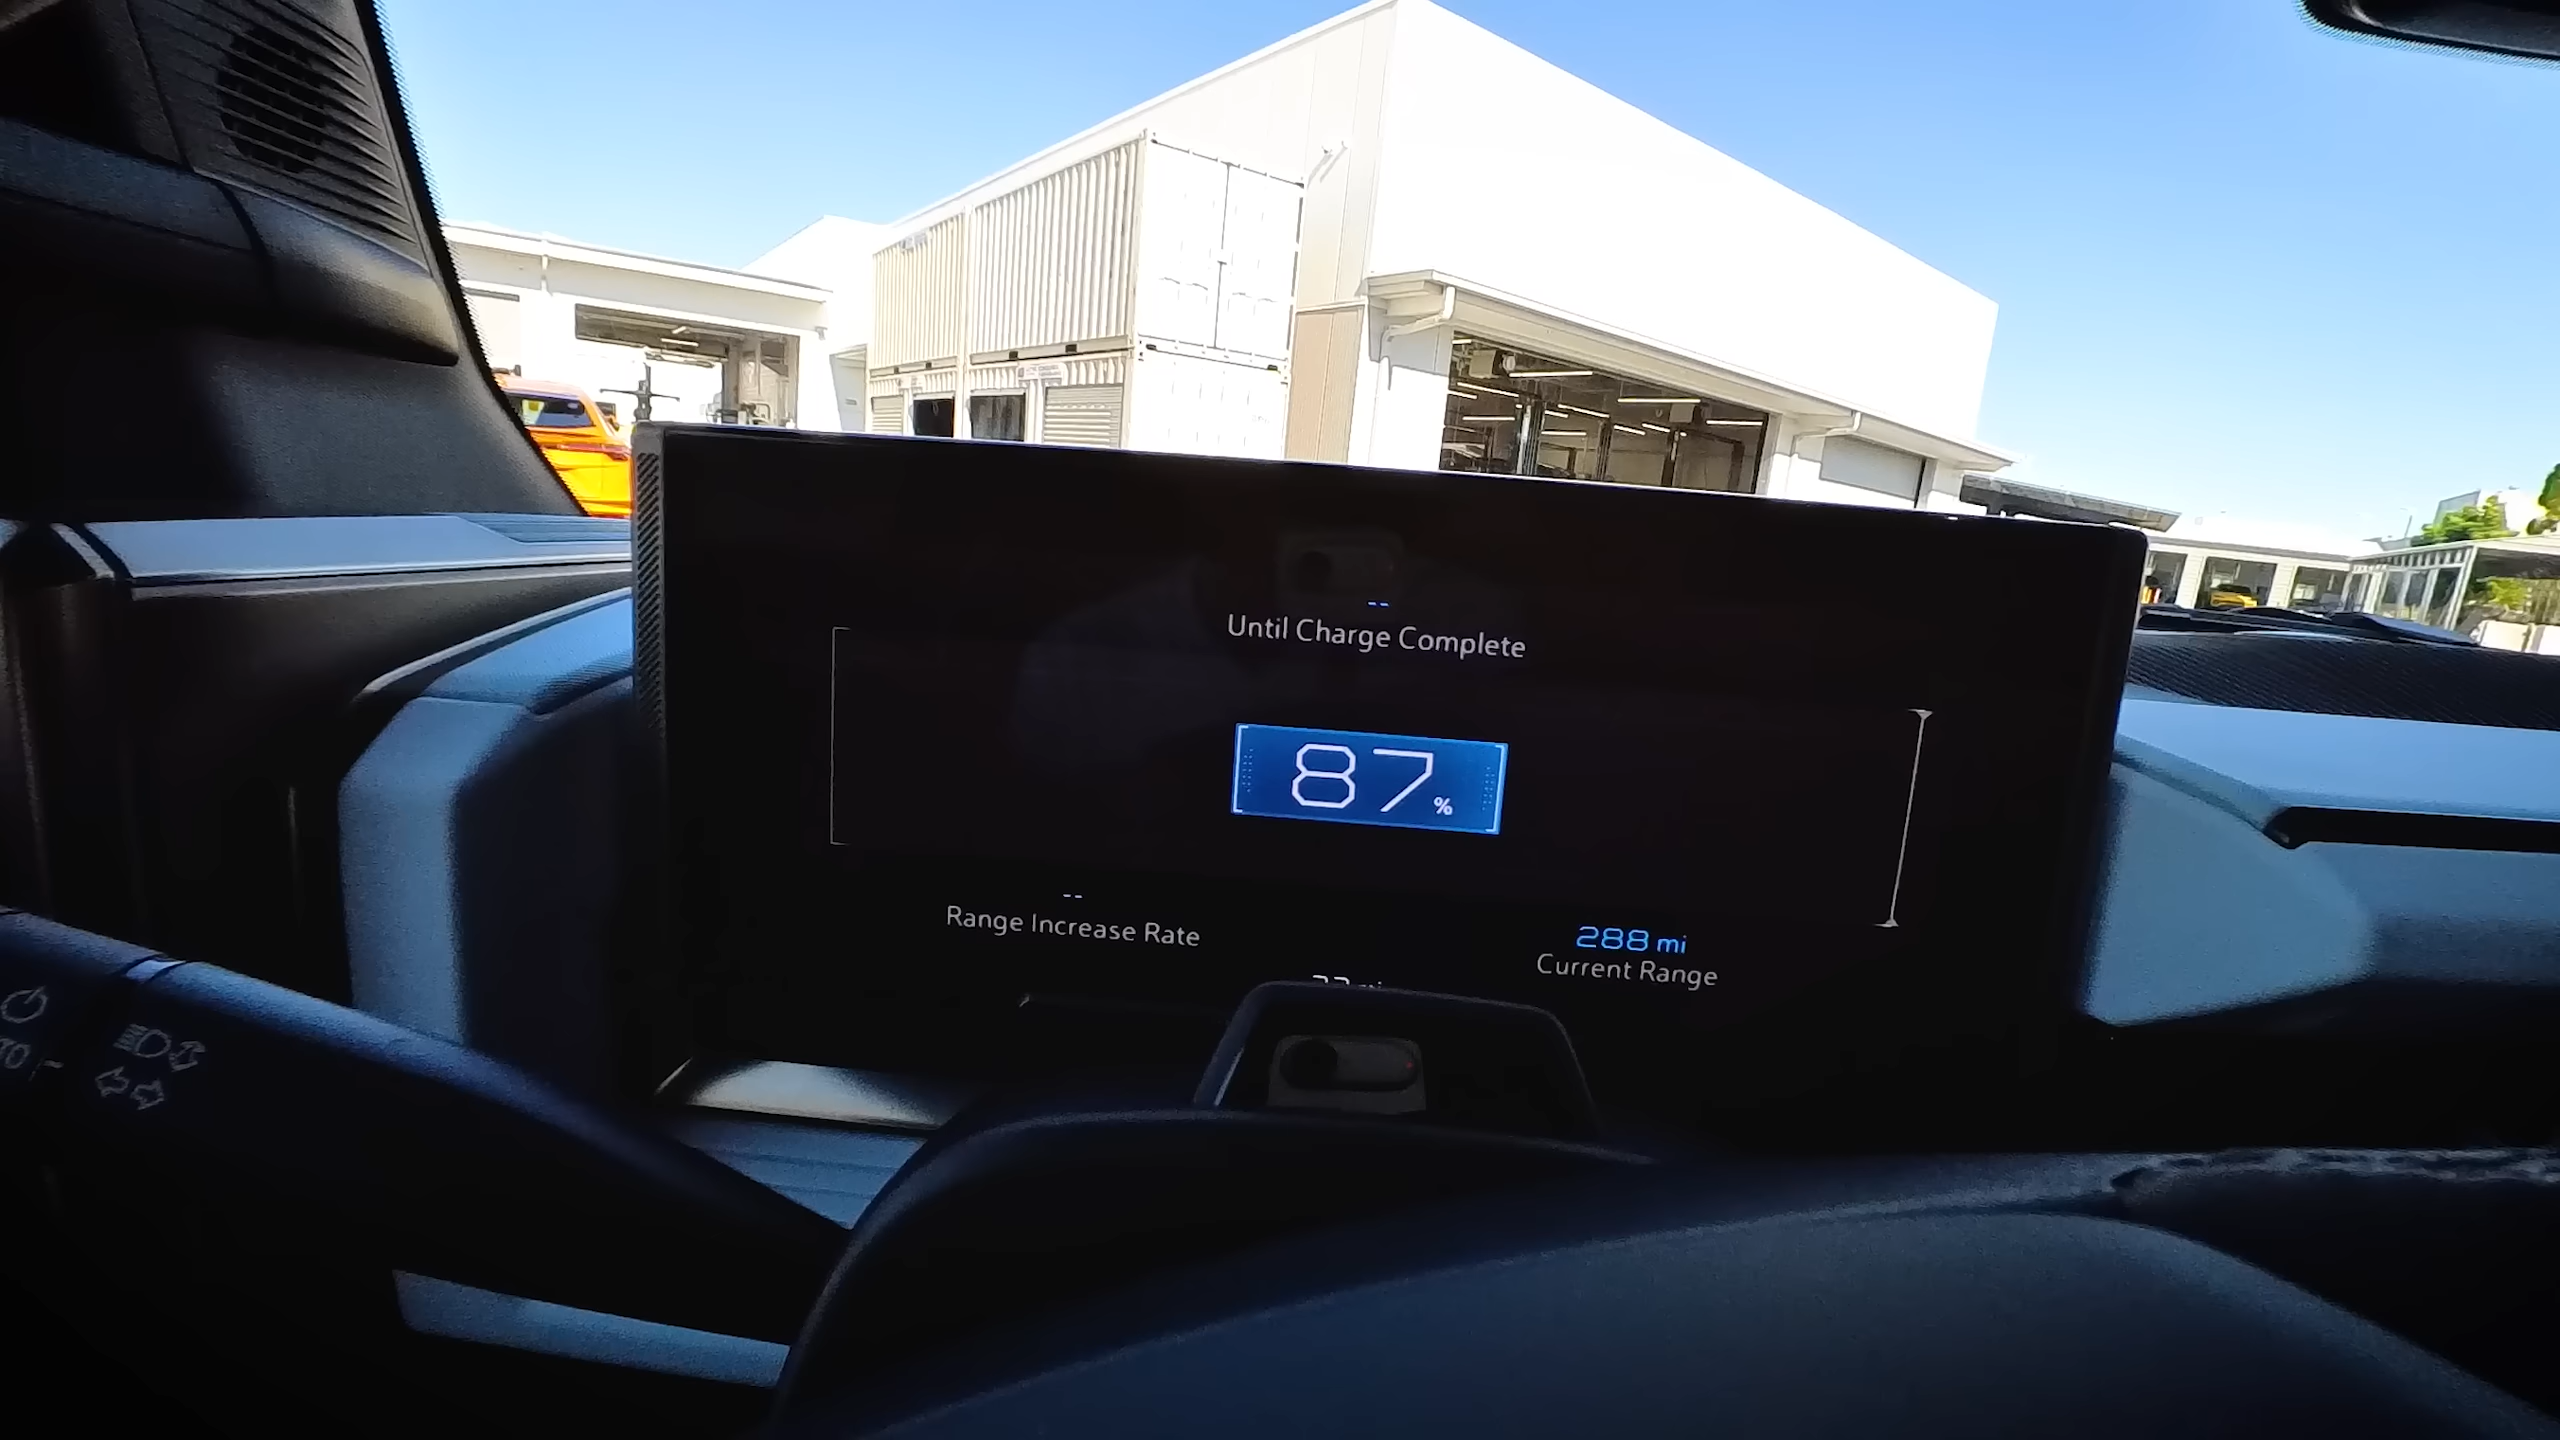 --
Until Charge Complete
87%
--
Range Increase Rate
288 mi
Current Range